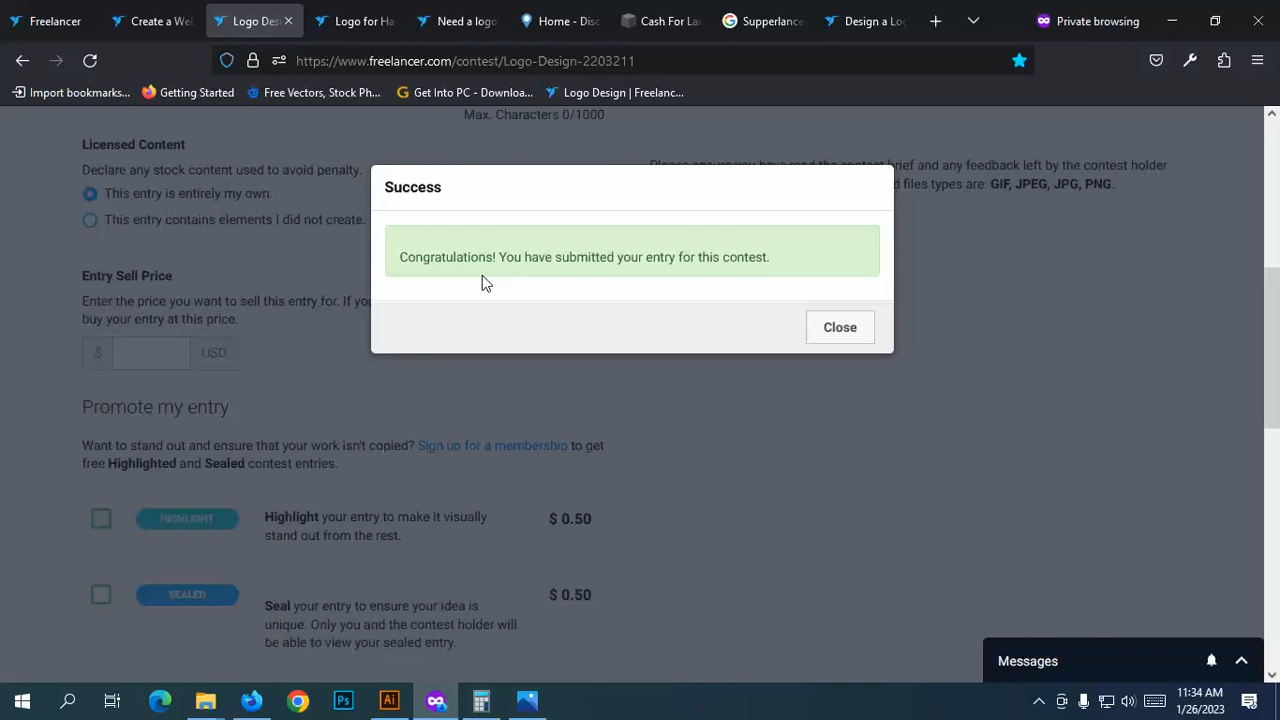 Freelancer
Create a We
Logo Des
Logo for Ha
Need a logo
Home - Disc
Cash For Lan
Supperlance
Design a Log
Private browsing
https://www.freelancer.com/contest/Logo-Design-2203211
Import bookmarks...
Getting Started
Free Vectors, Stock Ph...
Get Into PC - Downloa...
Logo Design | Freelanc...
Max. Characters 0/1000
Licensed Content
Declare any stock content used to avoid penalty.
This entry is entirely my own.
This entry contains elements I did not create.
Please ensure you have read the contest brief and any feedback left by the contest holder
files types are: GIF, JPEG, JPG, PNG.
Success
Congratulations! You have submitted your entry for this contest.
Close
Entry Sell Price
Enter the price you want to sell this entry for. If you
buy your entry at this price.
$
USD
Promote my entry
Want to stand out and ensure that your work isn't copied? Sign up for a membership to get
free Highlighted and Sealed contest entries.
HIGHLIGHT
Highlight your entry to make it visually
stand out from the rest.
$ 0.50
SEALED
Seal your entry to ensure your idea is
unique. Only you and the contest holder will
be able to view your sealed entry.
$ 0.50
Messages
Ps
Ai
11:34 AM
1/26/2023